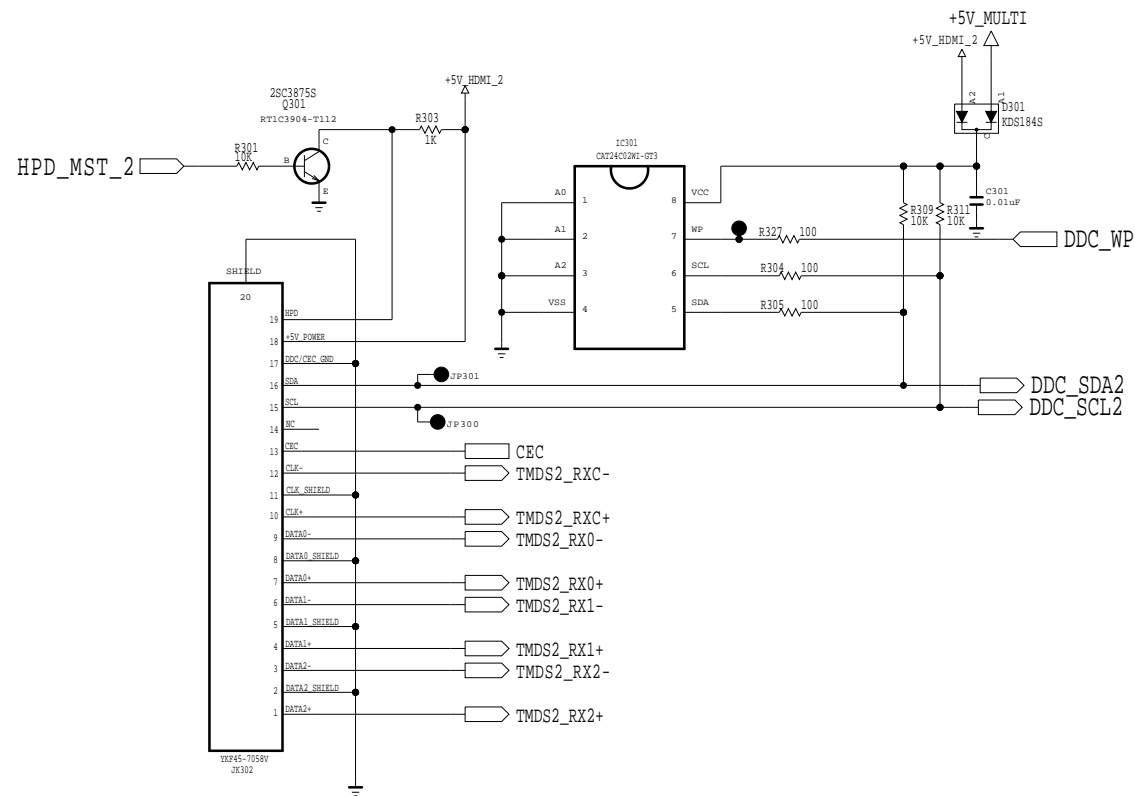 +5V_MULTI
+5V_HDMI_2
A2
A1
D301
KDS184S
C
+5V_HDMI_2
2SC3875S
Q301
RT1C3904-T112
R303
1K
C
R301
10K
B
E
HPD_MST_2
IC301
CAT24C02WI-GT3
A0
1
8
VCC
A1
2
7
WP
A2
3
6
SCL
VSS
4
5
SDA
R327 100
R304 100
R305 100
R309
10K
R311
10K
C301
0.01uF
DDC_WP
SHIELD
20
19 HPD
18 +5V_POWER
17 DDC/CEC_GND
16 SDA
15 SCL
14 NC
13 CEC
12 CLK-
11 CLK_SHIELD
10 CLK+
9 DATA0-
8 DATA0_SHIELD
7 DATA0+
6 DATA1-
5 DATA1_SHIELD
4 DATA1+
3 DATA2-
2 DATA2_SHIELD
1 DATA2+
JP301
JP300
DDC_SDA2
DDC_SCL2
CEC
TMDS2_RXC-
TMDS2_RXC+
TMDS2_RX0-
TMDS2_RX0+
TMDS2_RX1-
TMDS2_RX1+
TMDS2_RX2-
TMDS2_RX2+
YKF45-7058V
JK302